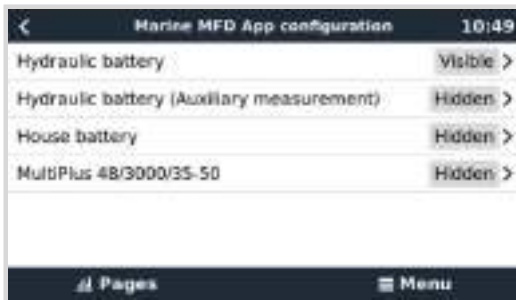 Marine MFD App configuration 10:49
Hydraulic battery Visible >
Hydraulic battery (Auxiliary measurement) Hidden >
House battery Hidden >
MultiPlus 48/3000/35-50 Hidden >
Pages Menu